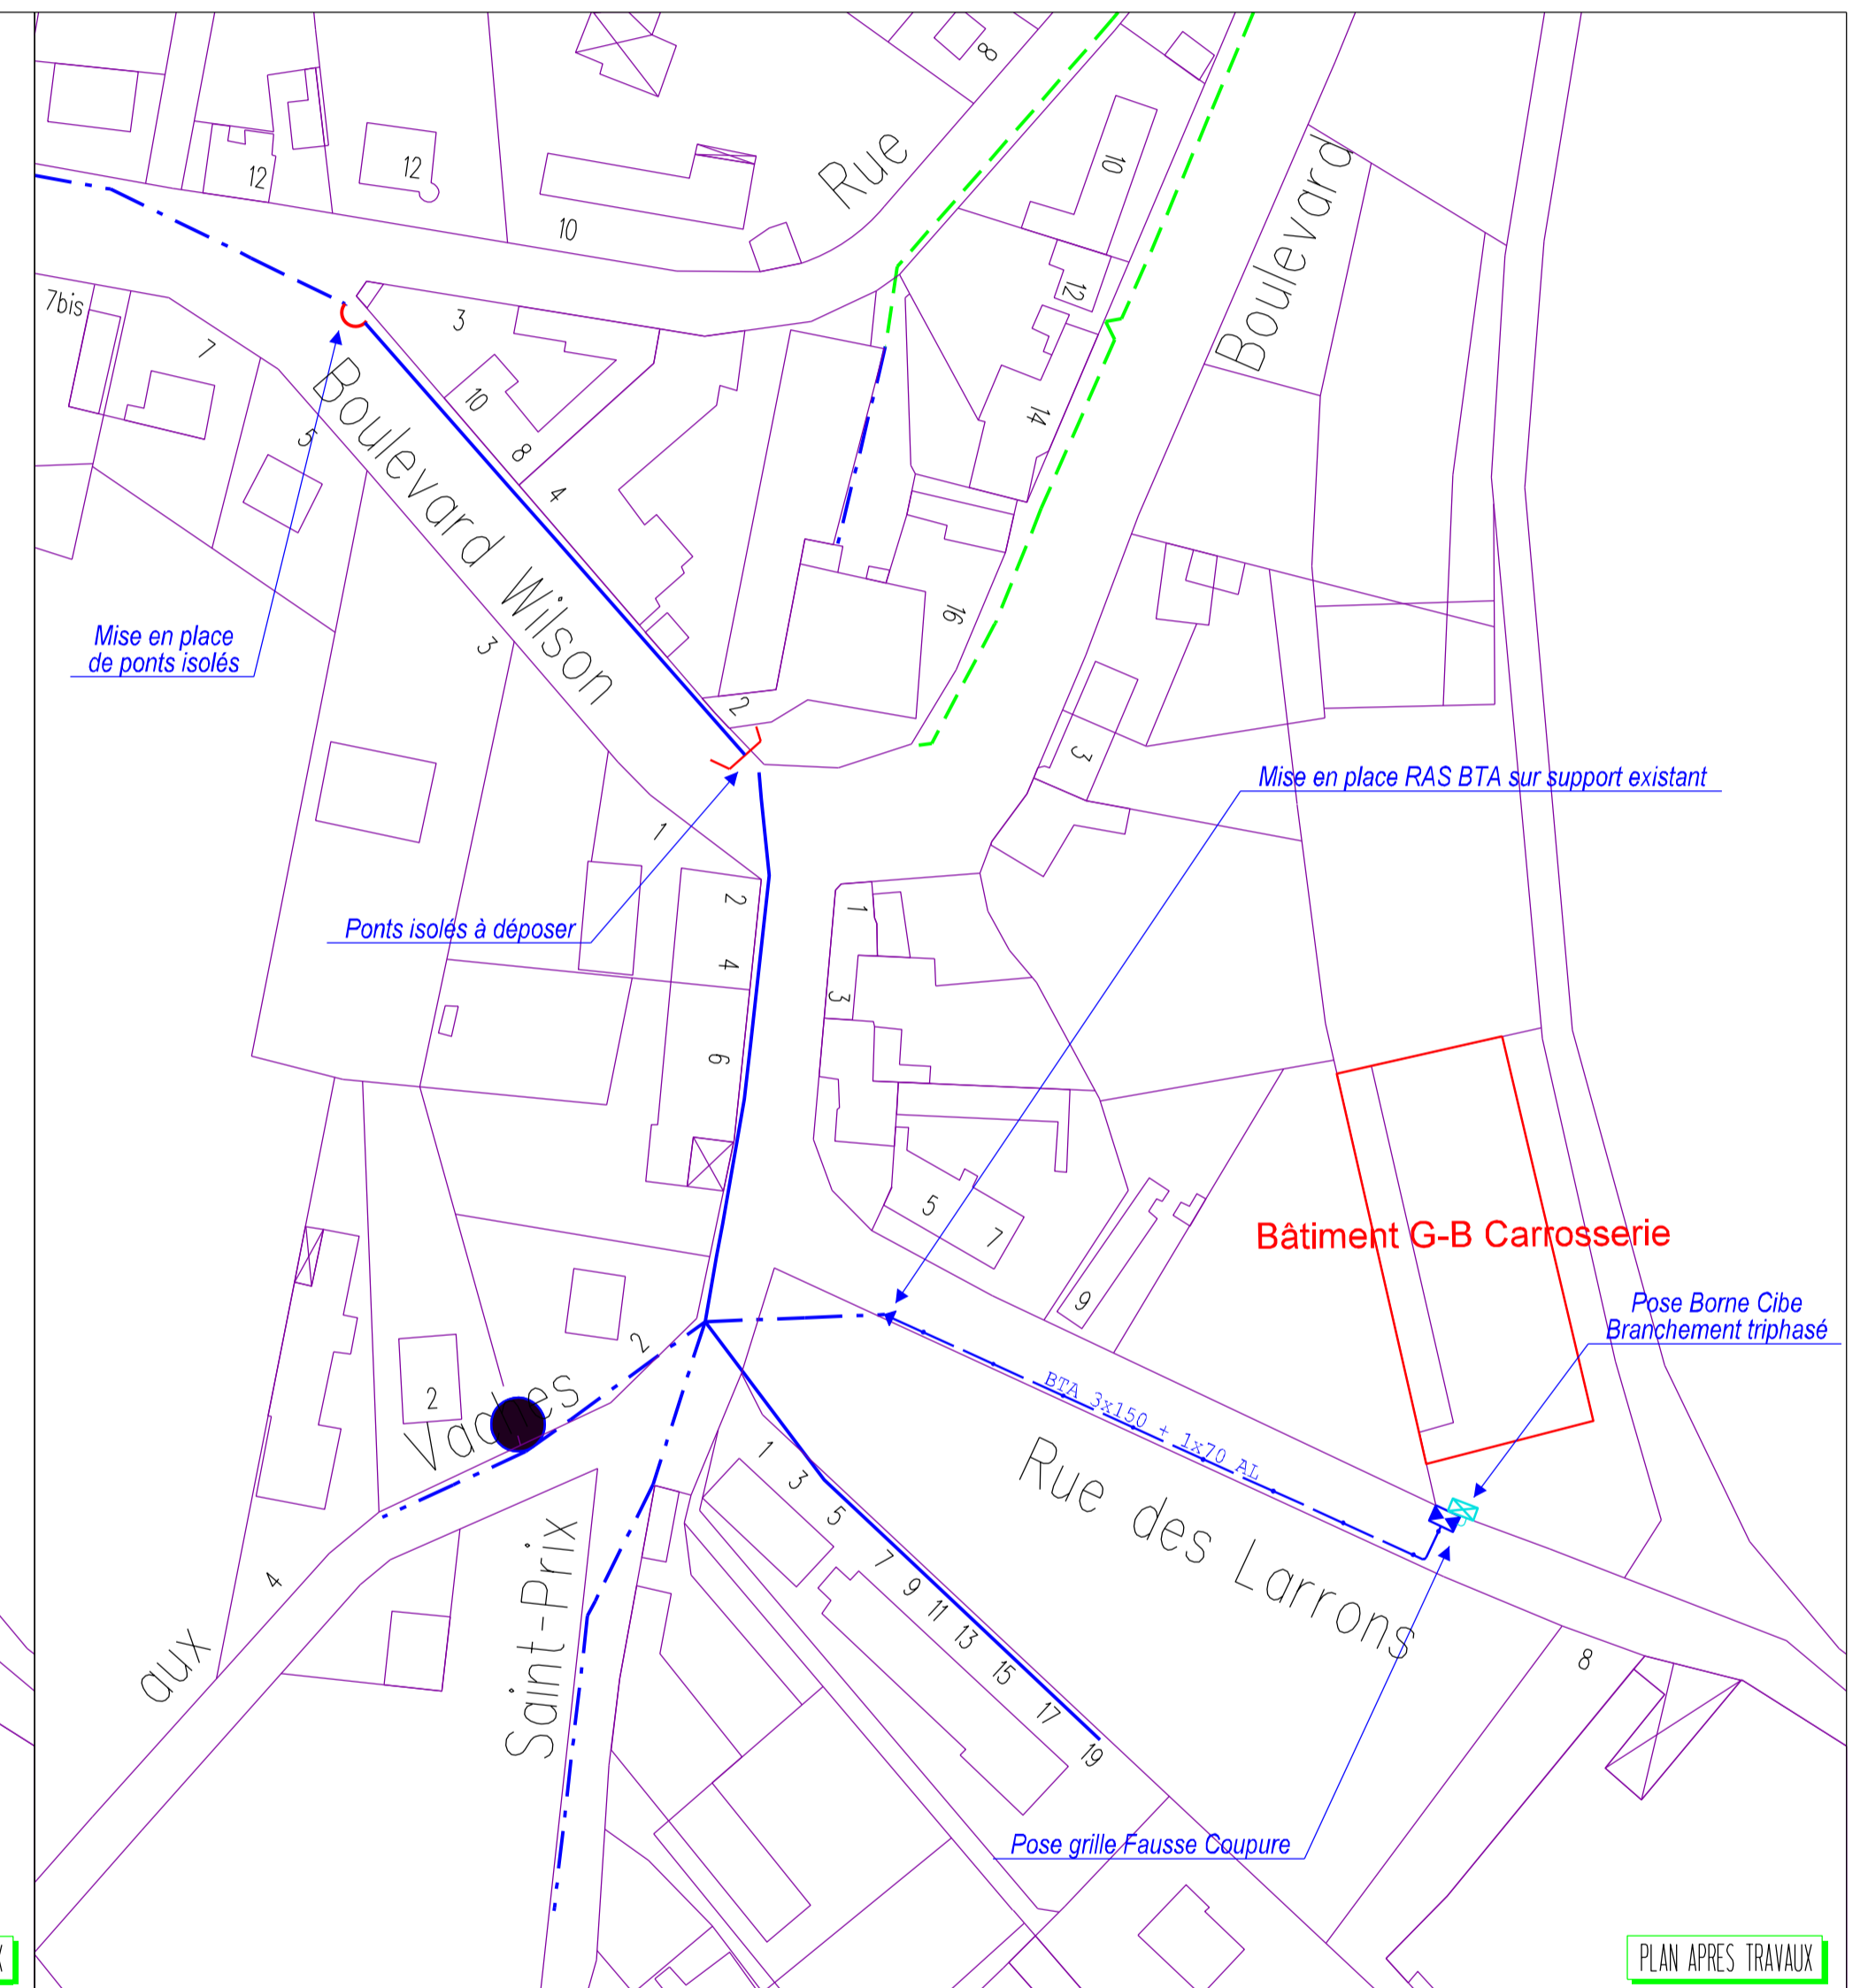 8
Rue
12
12
10
10
Boulevard
12
7bis
3
7
10
14
5
8
4
Boulevard Wilson
16
Mise en place
de ponts isolés
3
2
3
Mise en place RAS BTA sur support existant
1
2
1
Ponts isolés à déposer
4
3
6
5
7
Bâtiment G-B Carrosserie
9
Pose Borne Cibe
Branchement triphasé
2
2
BTA 3x150 + 1x70 AL
1
3
5
7
9
11
13
15
17
19
Rue des Larrons
Saint-Prix
4
aux
8
Pose grille Fausse Coupure
X
PLAN APRES TRAVAUX